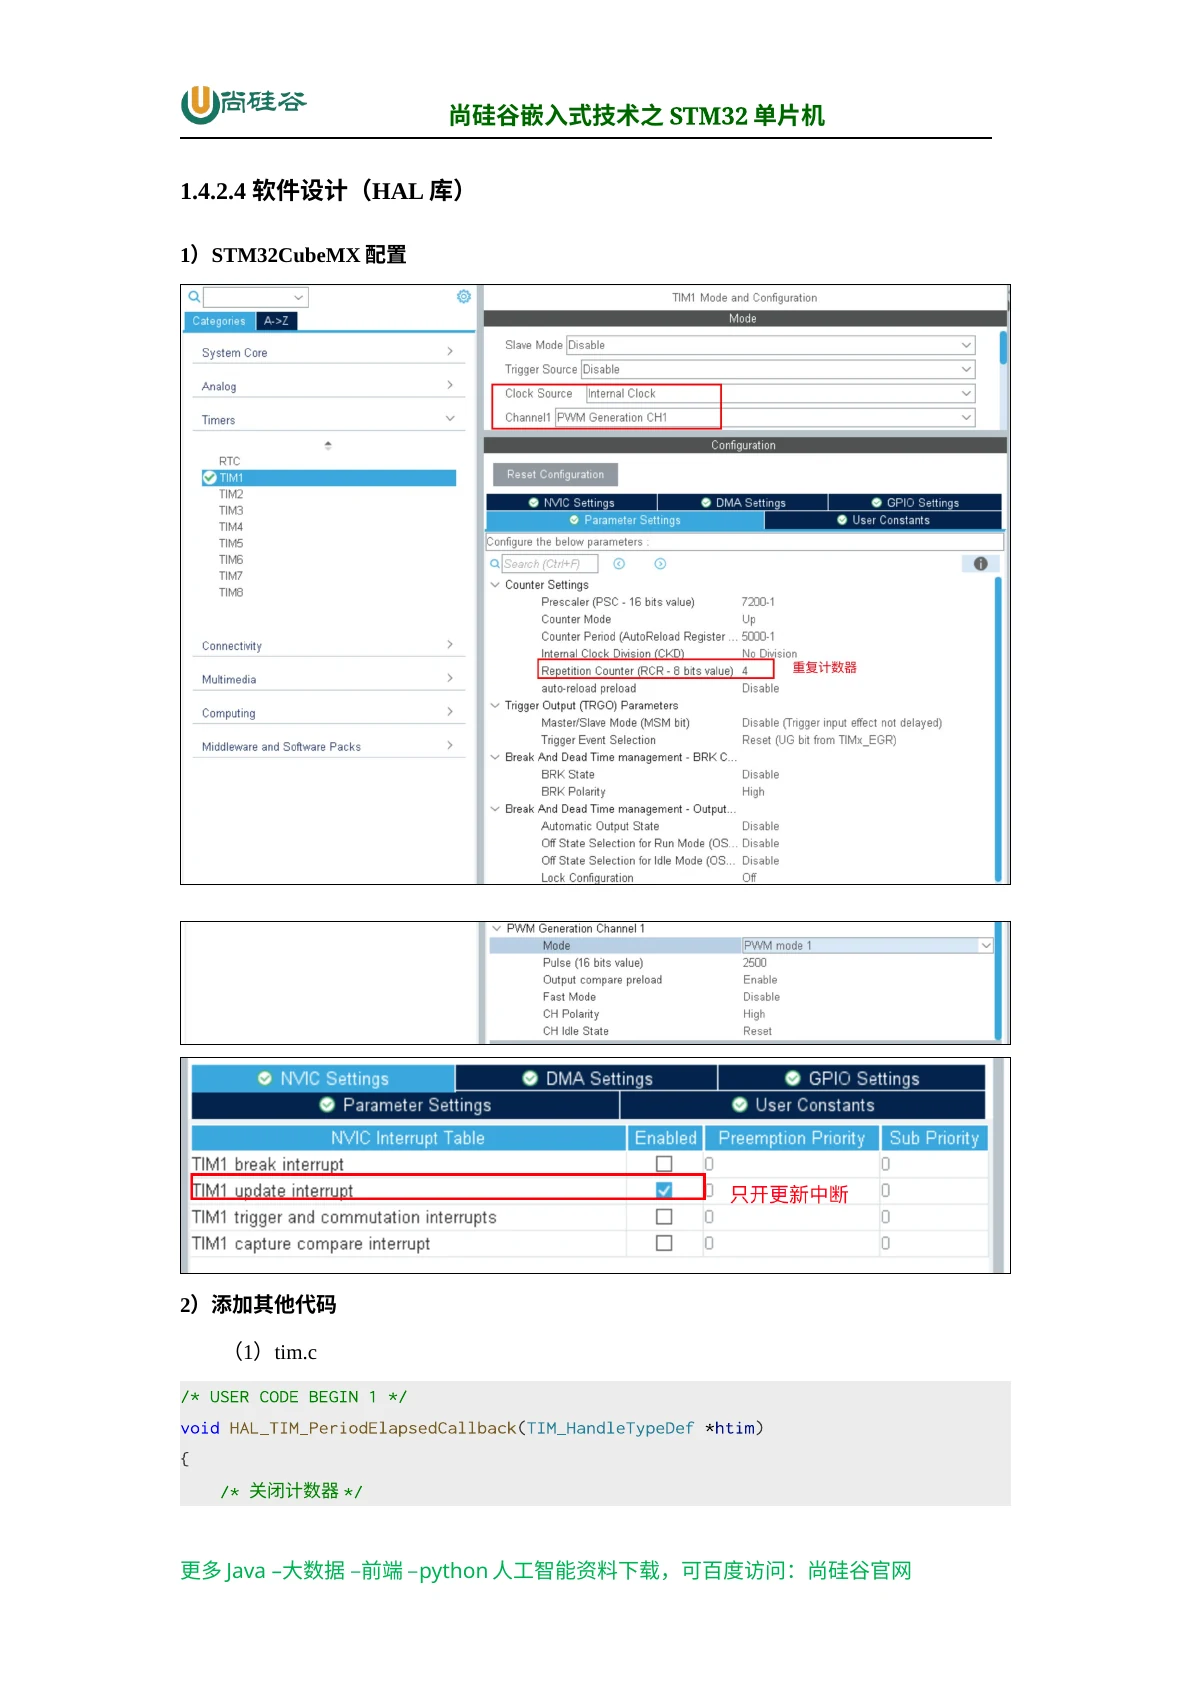 尚硅谷
尚硅谷嵌入式技术之 STM32 单片机
1.4.2.4 软件设计（HAL 库）
1）STM32CubeMX 配置
Categories A->Z
System Core
Analog
Timers
RTC
TIM1
TIM2
TIM3
TIM4
TIM5
TIM6
TIM7
TIM8
Connectivity
Multimedia
Computing
Middleware and Software Packs
TIM1 Mode and Configuration
Mode
Slave Mode Disable
Trigger Source Disable
Clock Source Internal Clock
Channel1 PWM Generation CH1
Configuration
Reset Configuration
NVIC Settings DMA Settings GPIO Settings
Parameter Settings User Constants
Configure the below parameters :
Search (Ctrl+F)
Counter Settings
Prescaler (PSC - 16 bits value) 7200-1
Counter Mode Up
Counter Period (AutoReload Register ... 5000-1
Internal Clock Division (CKD) No Division
Repetition Counter (RCR - 8 bits value) 4 重复计数器
auto-reload preload Disable
Trigger Output (TRGO) Parameters
Master/Slave Mode (MSM bit) Disable (Trigger input effect not delayed)
Trigger Event Selection Reset (UG bit from TIMx_EGR)
Break And Dead Time management - BRK C...
BRK State Disable
BRK Polarity High
Break And Dead Time management - Output...
Automatic Output State Disable
Off State Selection for Run Mode (OS... Disable
Off State Selection for Idle Mode (OS... Disable
Lock Configuration Off
PWM Generation Channel 1
Mode PWM mode 1
Pulse (16 bits value) 2500
Output compare preload Enable
Fast Mode Disable
CH Polarity High
CH Idle State Reset
NVIC Settings DMA Settings GPIO Settings
Parameter Settings User Constants
NVIC Interrupt Table Enabled Preemption Priority Sub Priority
TIM1 break interrupt 0 0
TIM1 update interrupt 0 只开更新中断 0
TIM1 trigger and commutation interrupts 0 0
TIM1 capture compare interrupt 0 0
2）添加其他代码
（1）tim.c
/* USER CODE BEGIN 1 */
void HAL_TIM_PeriodElapsedCallback(TIM_HandleTypeDef *htim)
{
/* 关闭计数器 */
更多 Java –大数据 –前端 –python 人工智能资料下载，可百度访问：尚硅谷官网